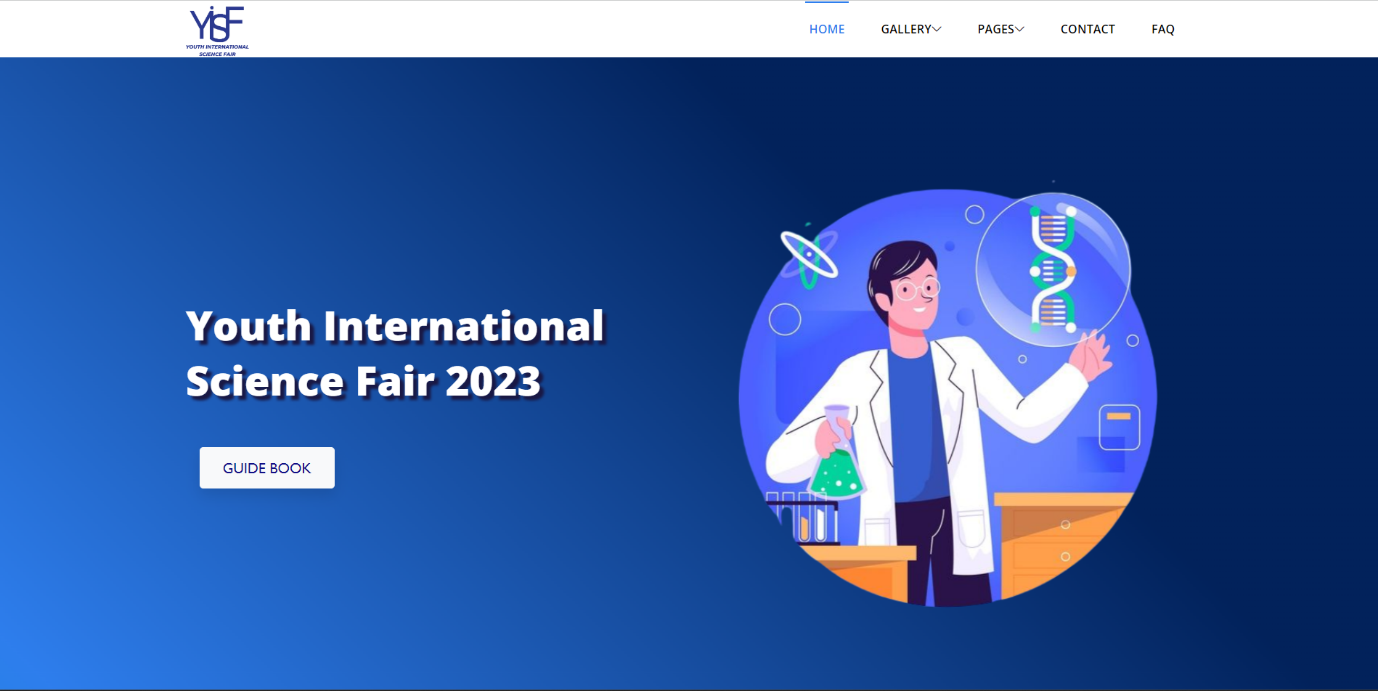 YISF
YOUTH INTERNATIONAL
SCIENCE FAIR
HOME GALLERY PAGES CONTACT FAQ
Youth International
Science Fair 2023
GUIDE BOOK